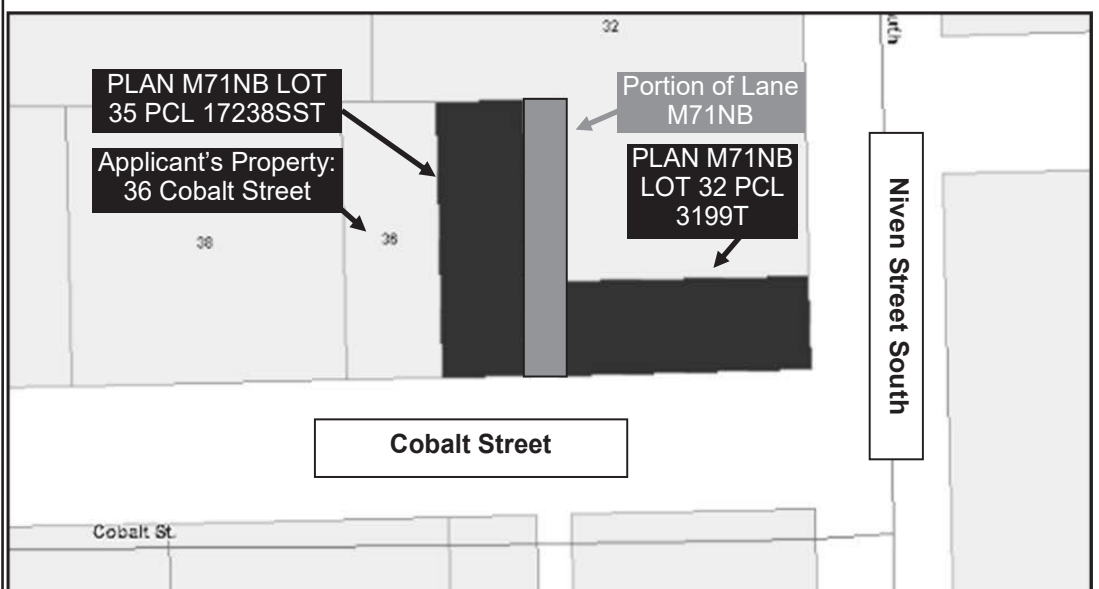 32
uth
PLAN M71NB LOT
35 PCL 17238SST
Portion of Lane
M71NB
Applicant's Property:
36 Cobalt Street
PLAN M71NB
LOT 32 PCL
3199T
Niven Street South
38
36
Cobalt Street
Cobalt St.